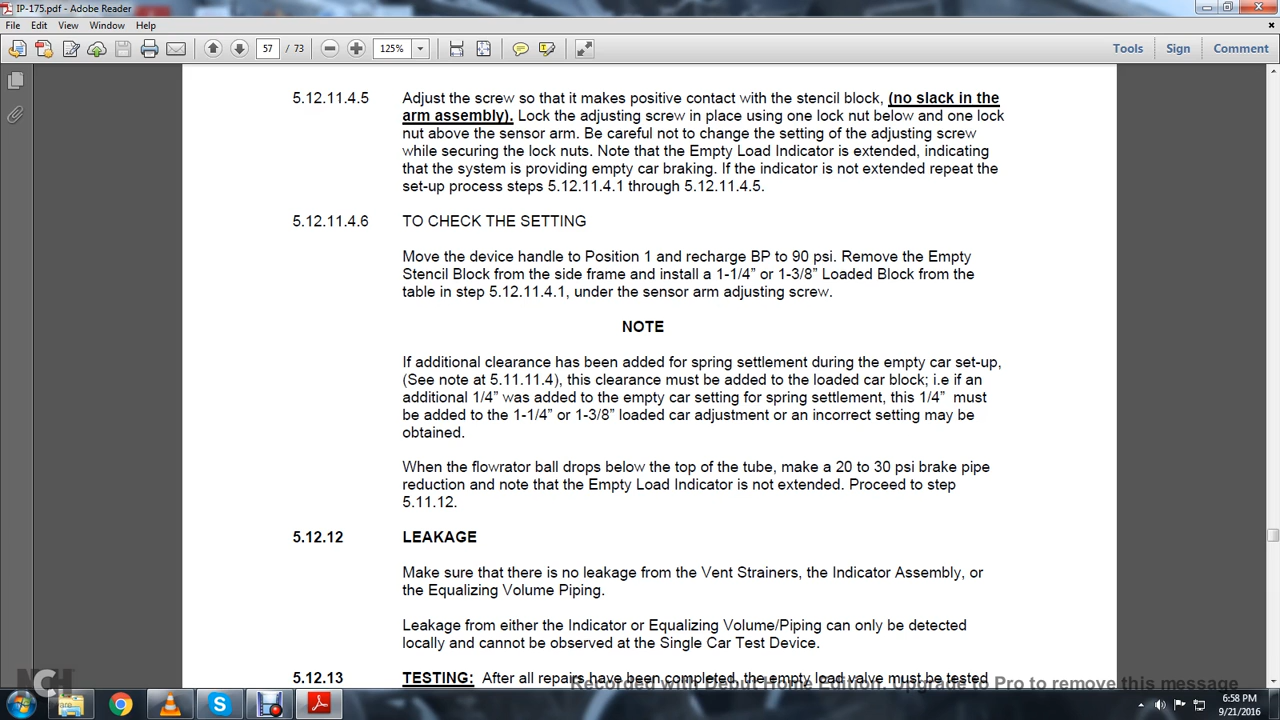 IP-175.pdf - Adobe Reader
File Edit View Window Help
57 / 73 125% Tools Sign Comment
5.12.11.4.5 Adjust the screw so that it makes positive contact with the stencil block, (no slack in the
arm assembly). Lock the adjusting screw in place using one lock nut below and one lock
nut above the sensor arm. Be careful not to change the setting of the adjusting screw
while securing the lock nuts. Note that the Empty Load Indicator is extended, indicating
that the system is providing empty car braking. If the indicator is not extended repeat the
set-up process steps 5.12.11.4.1 through 5.12.11.4.5.
5.12.11.4.6 TO CHECK THE SETTING
Move the device handle to Position 1 and recharge BP to 90 psi. Remove the Empty
Stencil Block from the side frame and install a 1-1/4” or 1-3/8” Loaded Block from the
table in step 5.12.11.4.1, under the sensor arm adjusting screw.
NOTE
If additional clearance has been added for spring settlement during the empty car set-up,
(See note at 5.11.11.4), this clearance must be added to the loaded car block; i.e if an
additional 1/4” was added to the empty car setting for spring settlement, this 1/4” must
be added to the 1-1/4” or 1-3/8” loaded car adjustment or an incorrect setting may be
obtained.
When the flowrator ball drops below the top of the tube, make a 20 to 30 psi brake pipe
reduction and note that the Empty Load Indicator is not extended. Proceed to step
5.11.12.
5.12.12 LEAKAGE
Make sure that there is no leakage from the Vent Strainers, the Indicator Assembly, or
the Equalizing Volume Piping.
Leakage from either the Indicator or Equalizing Volume/Piping can only be detected
locally and cannot be observed at the Single Car Test Device.
5.12.13 TESTING: After all repairs have been completed, the empty load valve must be tested
Recorded with Debut Home Edition. Upgrade to Pro to remove this message
NCH
6:58 PM
9/21/2016